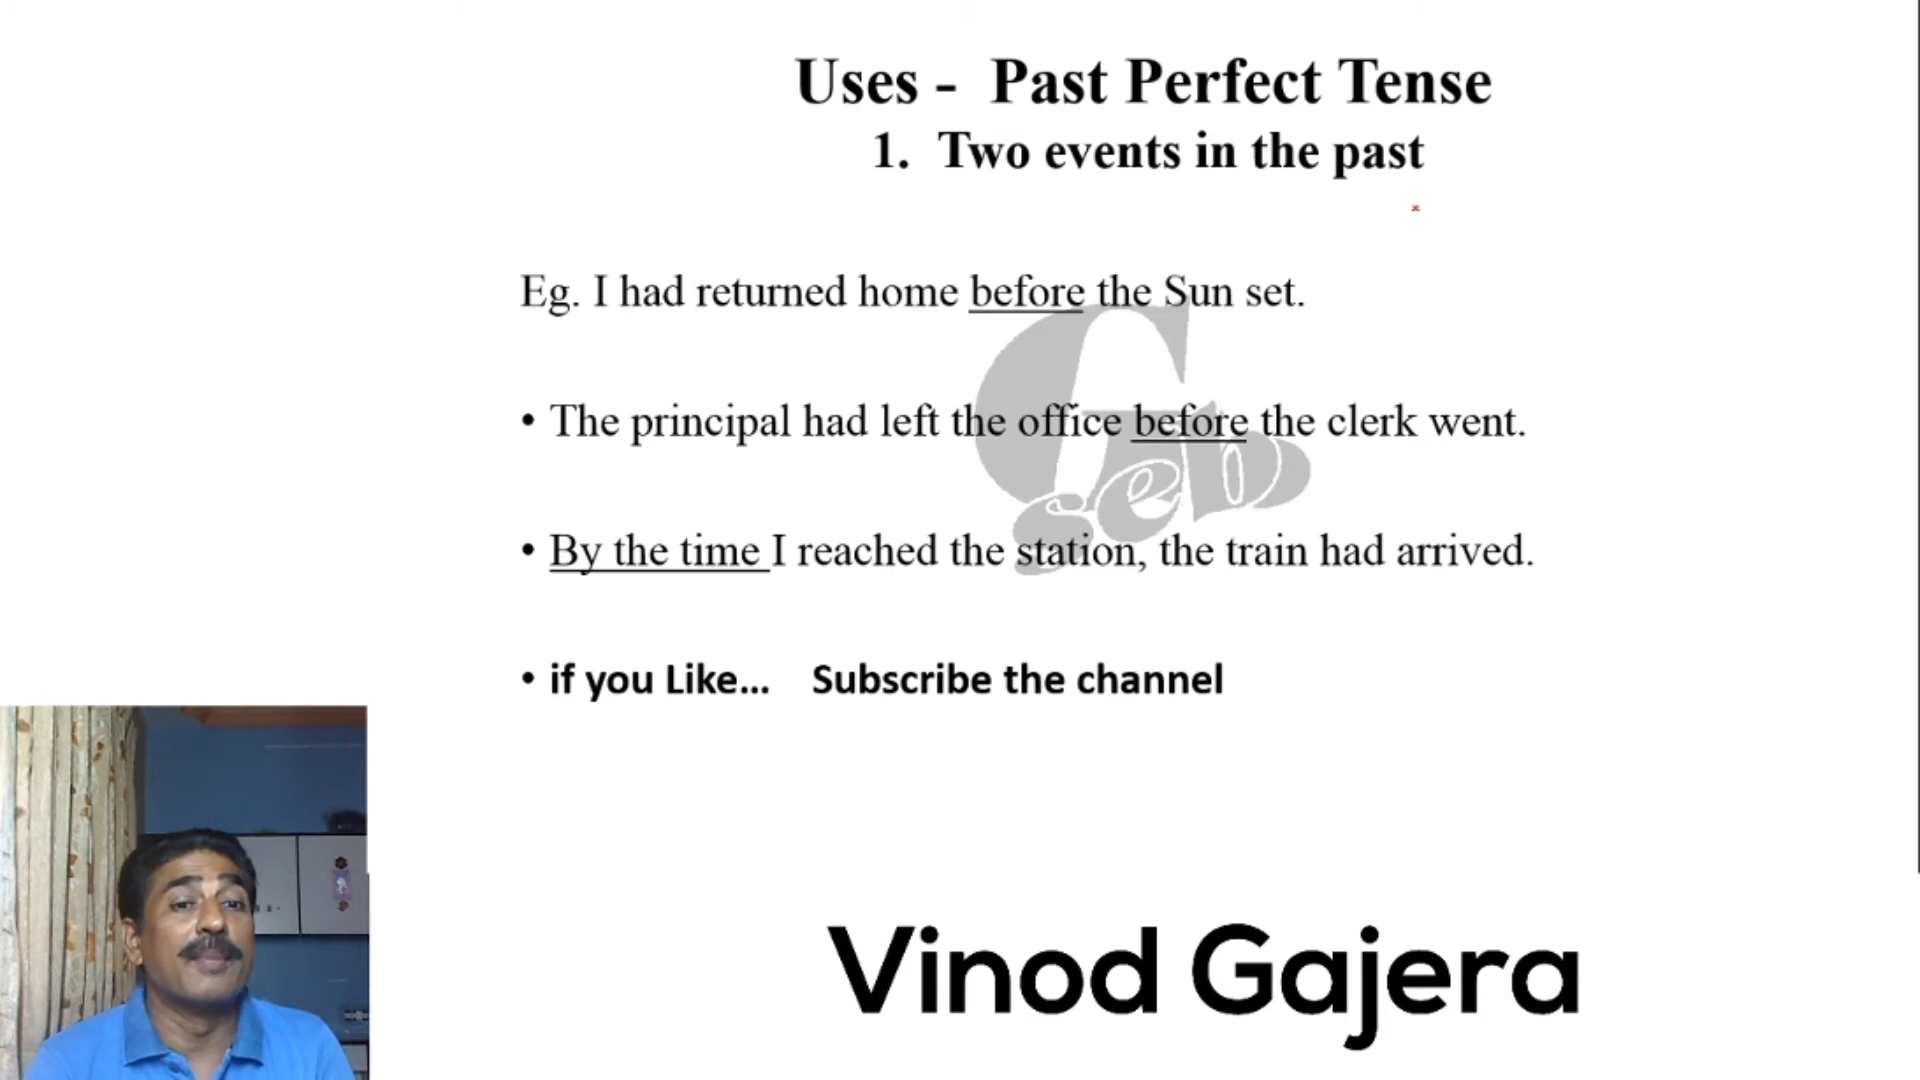 Uses -  Past Perfect Tense
1.  Two events in the past
Eg. I had returned home before the Sun set.
• The principal had left the office before the clerk went.
• By the time I reached the station, the train had arrived.
• if you Like...    Subscribe the channel
G
seb
Vinod Gajera